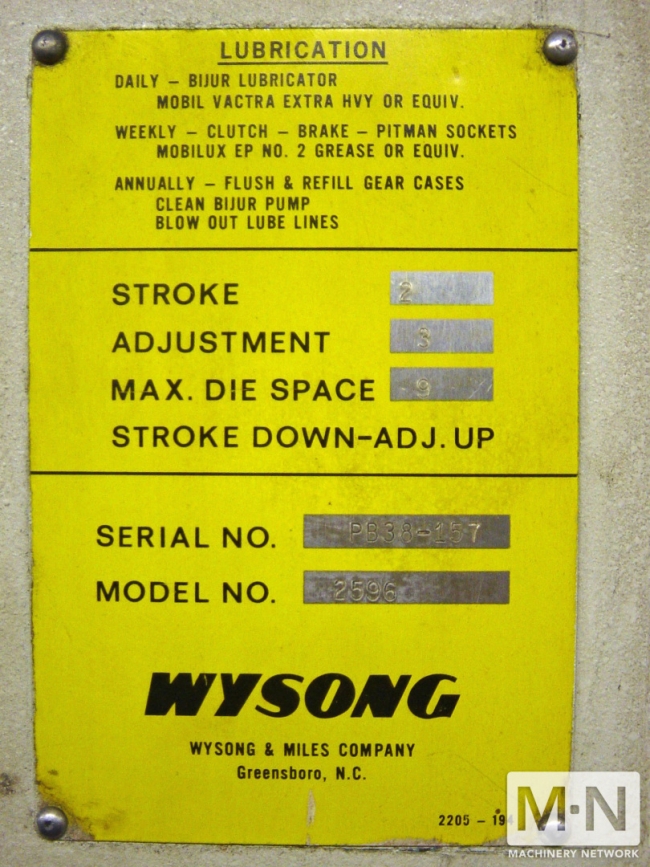 LUBRICATION
DAILY – BIJUR LUBRICATOR
MOBIL VACTRA EXTRA HVY OR EQUIV.
WEEKLY – CLUTCH – BRAKE – PITMAN SOCKETS
MOBILUX EP NO. 2 GREASE OR EQUIV.
ANNUALLY – FLUSH & REFILL GEAR CASES
CLEAN BIJUR PUMP
BLOW OUT LUBE LINES
STROKE 2
ADJUSTMENT 3
MAX. DIE SPACE 9
STROKE DOWN-ADJ. UP
SERIAL NO. PB38-157
MODEL NO. 2596
WYSONG
WYSONG & MILES COMPANY
Greensboro, N.C.
2205 –
M·N
MACHINERY NETWORK